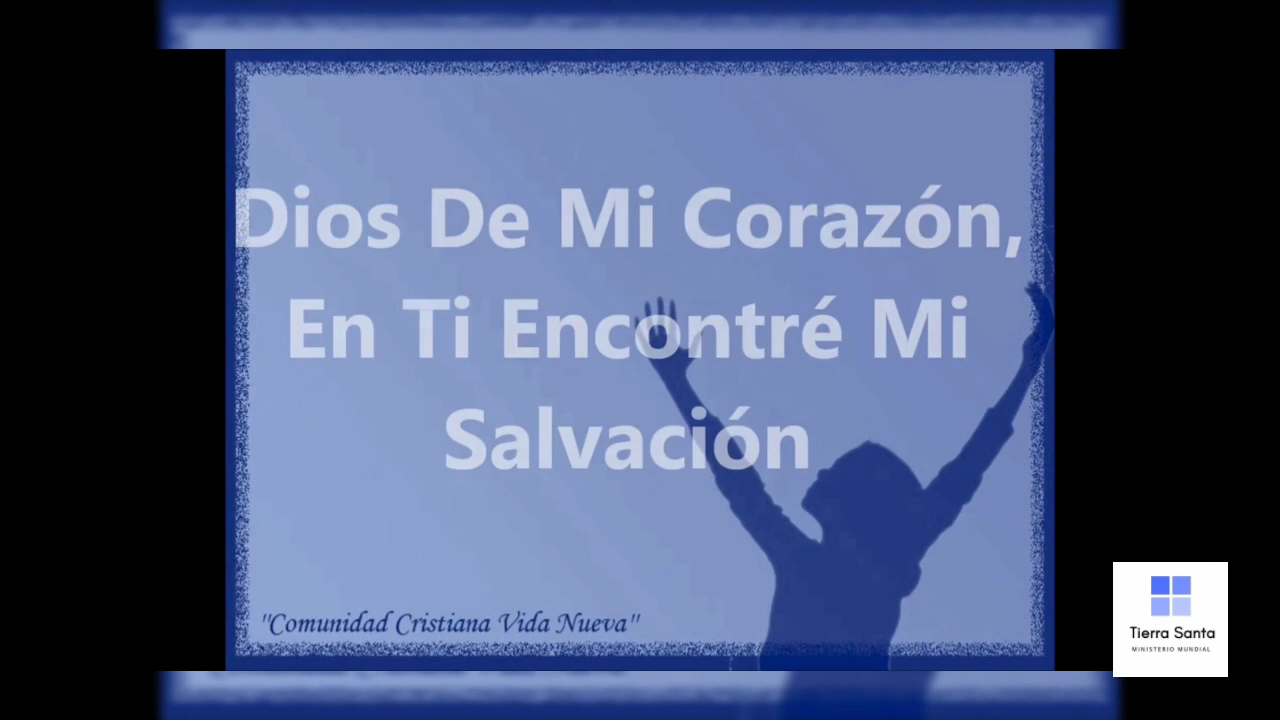 Dios De Mi Corazón,
En Ti Encontré Mi
Salvación
"Comunidad Cristiana Vida Nueva"
Tierra Santa
MINISTERIO MUNDIAL